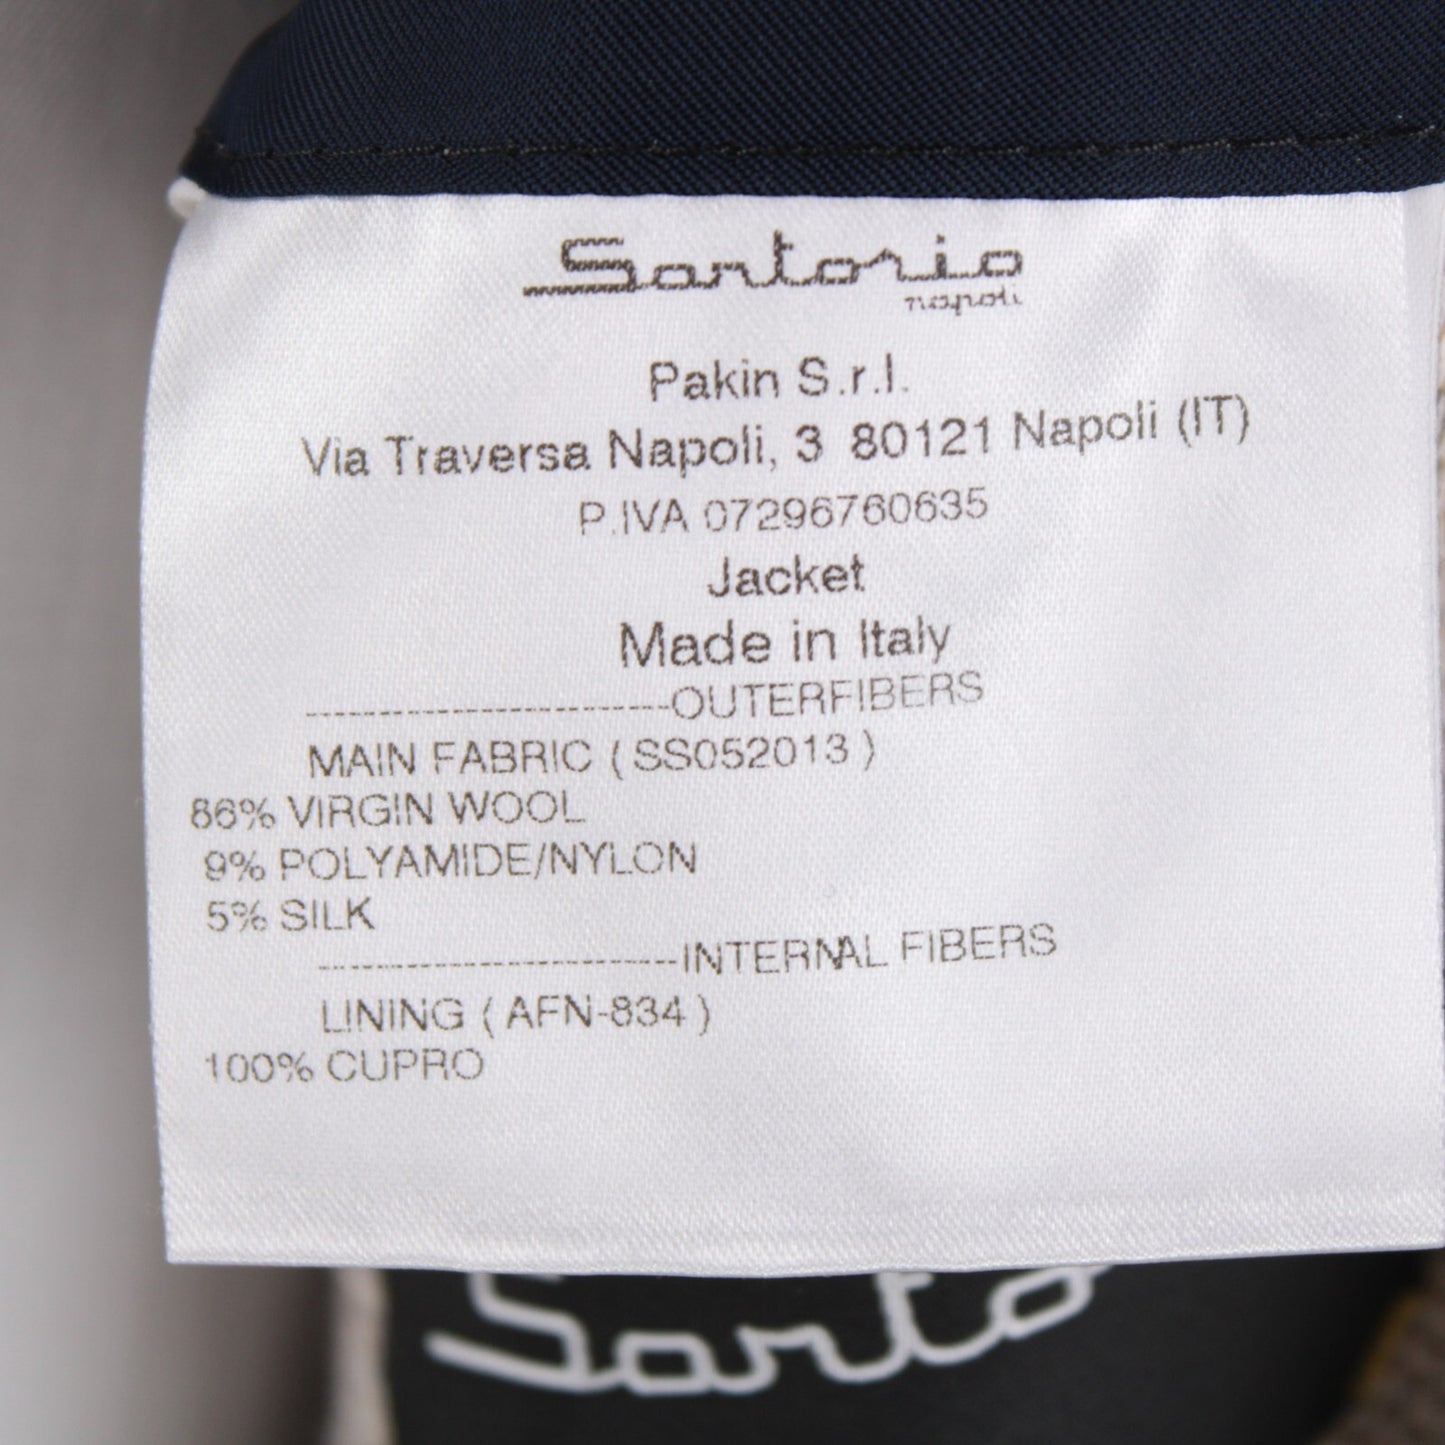 Sartorio
napoli
Pakin S.r.l.
Via Traversa Napoli, 3 80121 Napoli (IT)
P.IVA 07296760635
Jacket
Made in Italy
-------------------------OUTERFIBERS
MAIN FABRIC ( SS052013 )
86% VIRGIN WOOL
9% POLYAMIDE/NYLON
5% SILK
-------------------------INTERNAL FIBERS
LINING ( AFN-834 )
100% CUPRO
Sarto